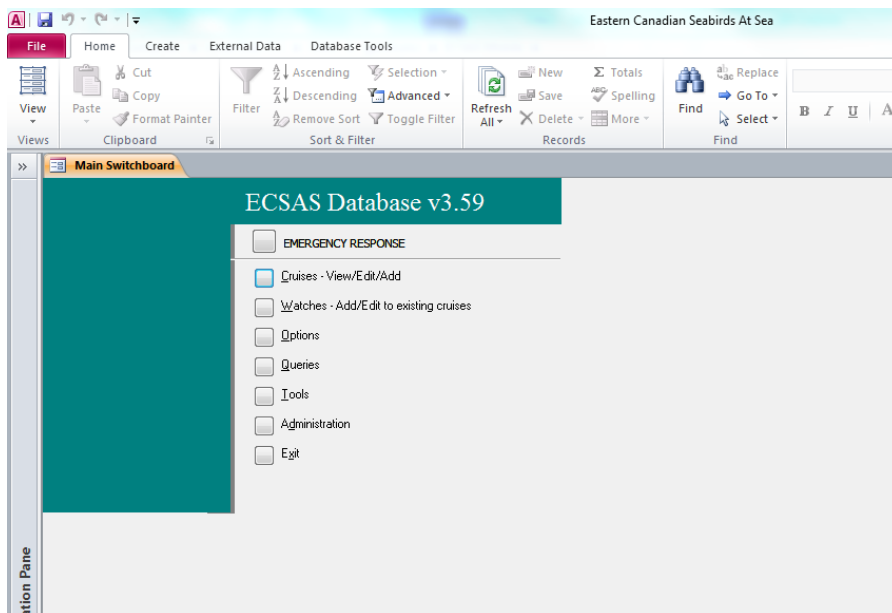 A
Eastern Canadian Seabirds At Sea
File Home Create External Data Database Tools
Cut Ascending Selection New Totals Replace
Copy Descending Advanced Save Spelling Go To
View Paste Format Painter Filter Remove Sort Toggle Filter Refresh All Delete More Find Select B I U A
Views Clipboard Sort & Filter Records Find
» Main Switchboard
ECSAS Database v3.59
EMERGENCY RESPONSE
Cruises - View/Edit/Add
Watches - Add/Edit to existing cruises
Options
Queries
Tools
Administration
Exit
tion Pane